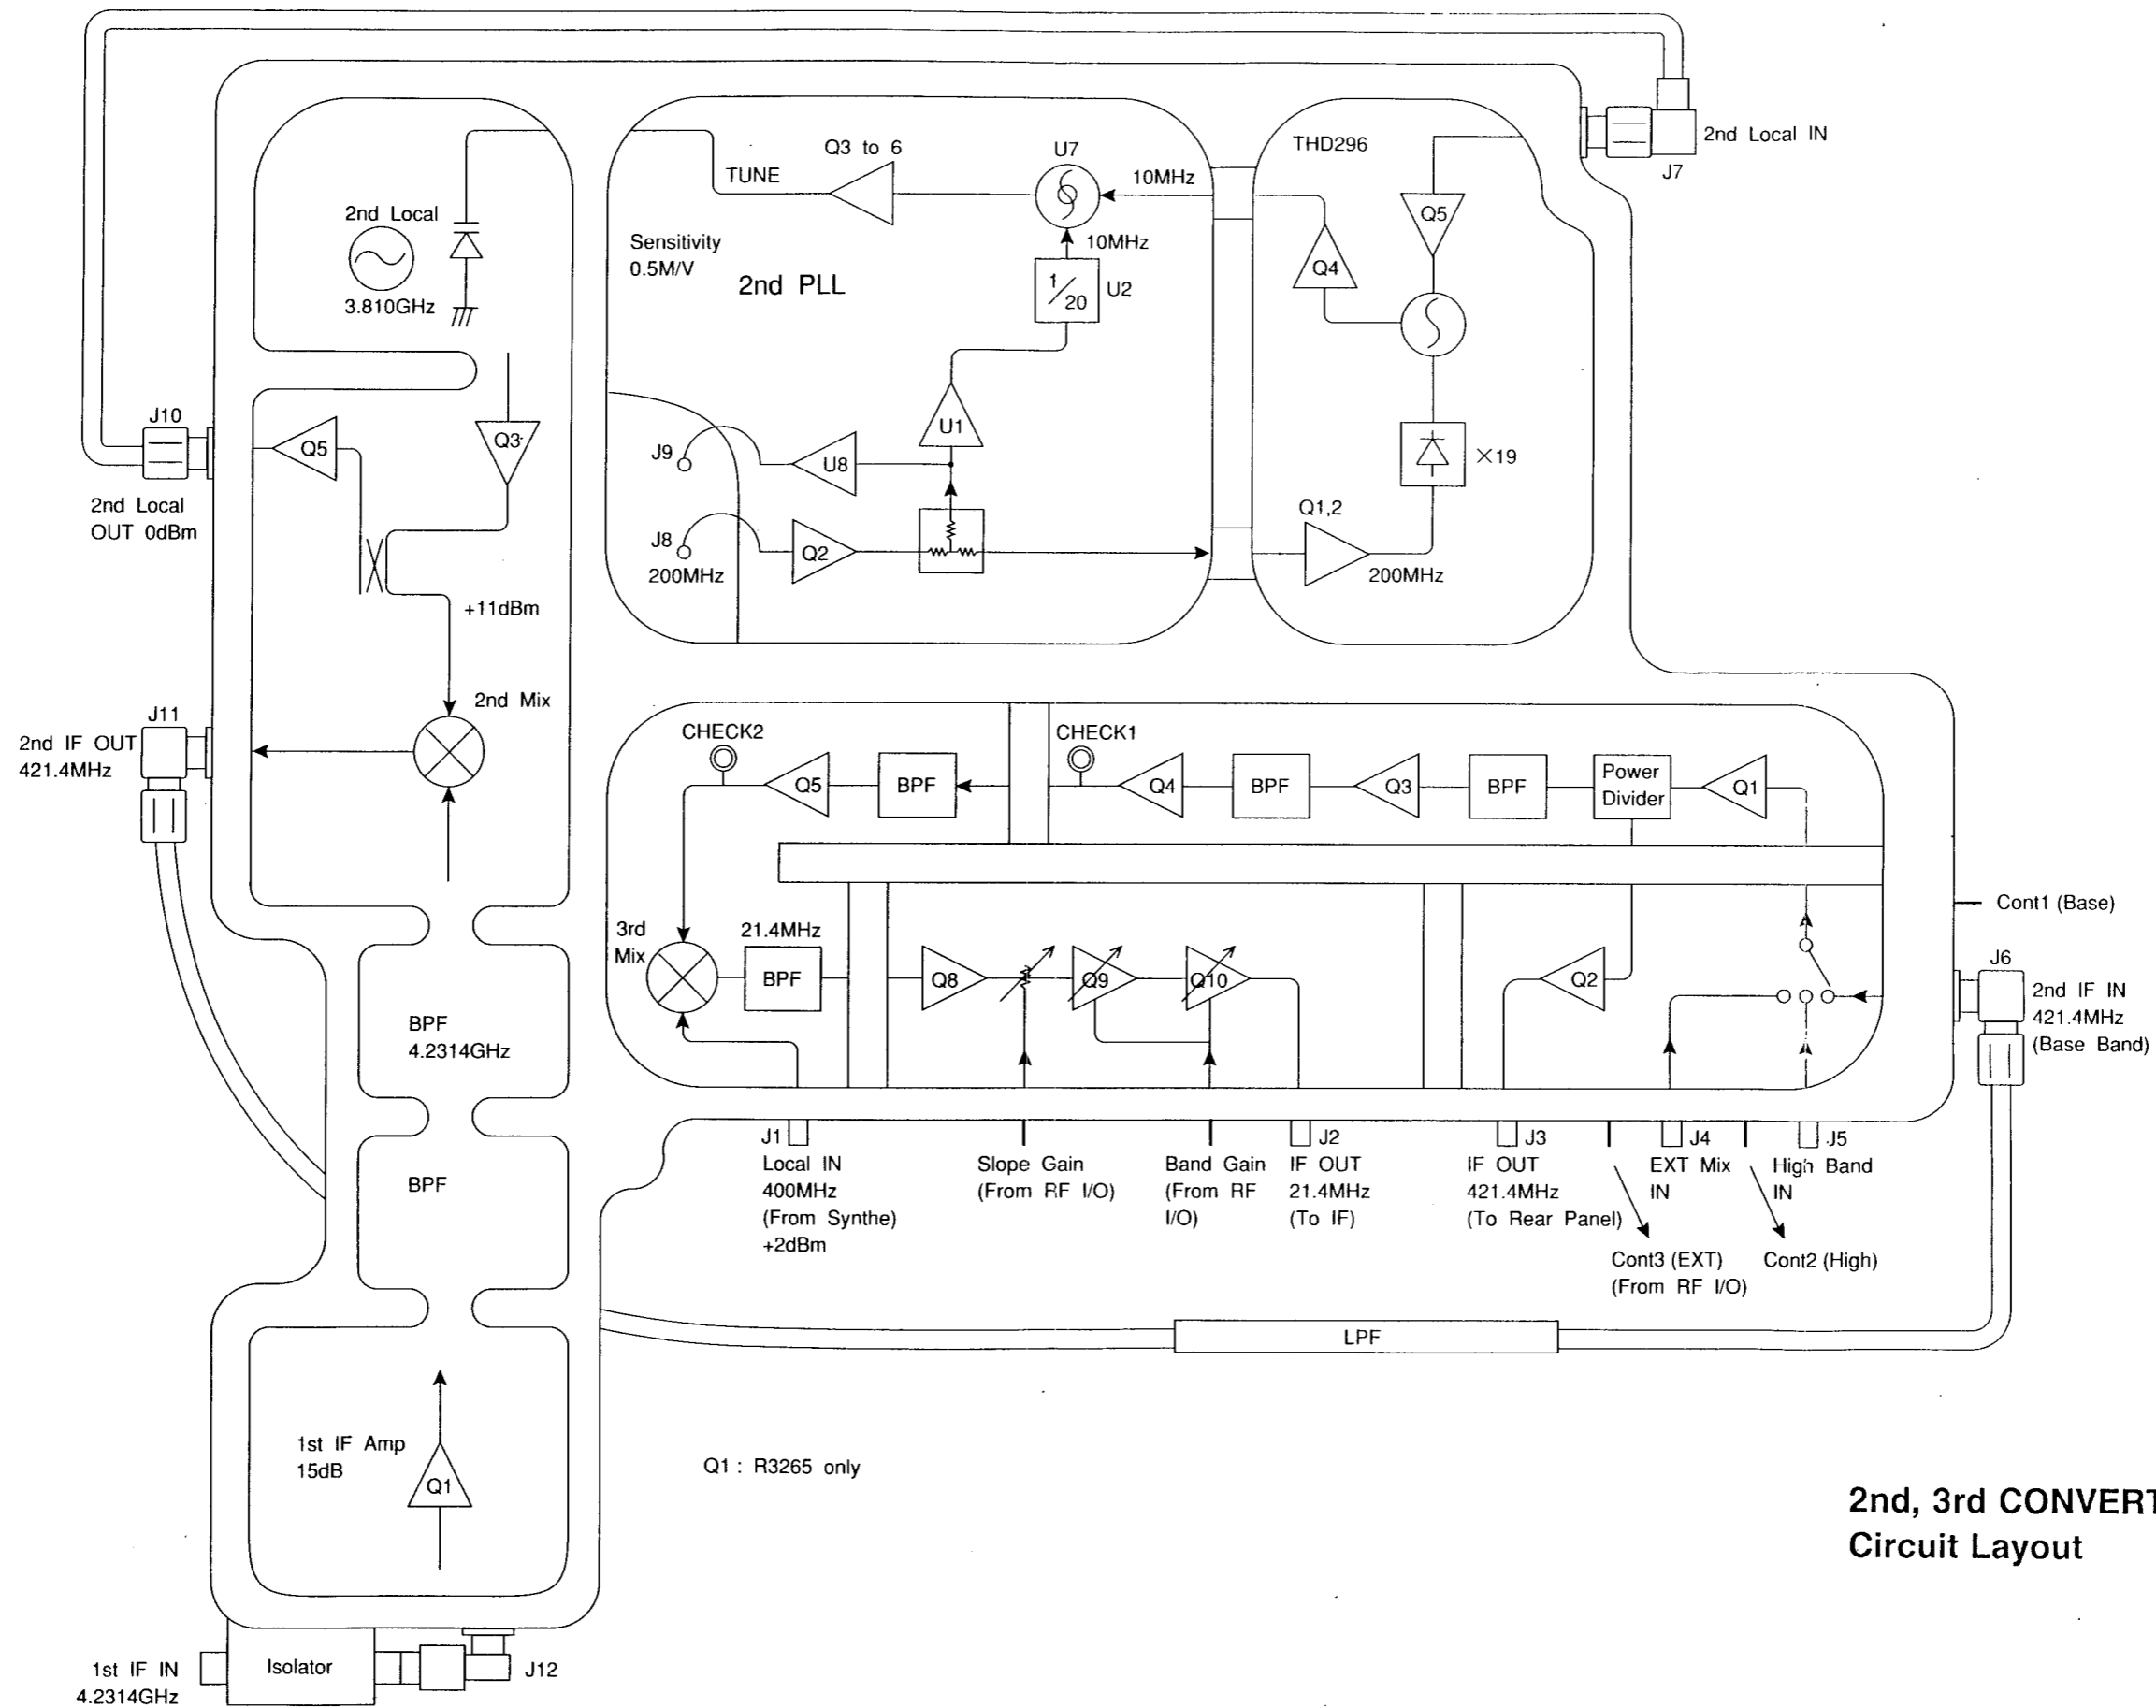 2nd Local IN
J7
THD296
Q5
Q4
×19
Q1,2
200MHz
Q3 to 6
U7
TUNE
10MHz
10MHz
Sensitivity
0.5M/V
2nd PLL
1/20
U2
U1
J9
U8
J8
200MHz
Q2
2nd Local
3.810GHz
J10
Q5
Q3
2nd Local
OUT 0dBm
+11dBm
2nd Mix
J11
2nd IF OUT
421.4MHz
CHECK2
CHECK1
Q5
BPF
Q4
BPF
Q3
BPF
Power
Divider
Q1
Cont1 (Base)
3rd
Mix
21.4MHz
BPF
Q8
Q9
Q10
Q2
J6
2nd IF IN
421.4MHz
(Base Band)
BPF
4.2314GHz
BPF
J1
Local IN
400MHz
(From Synthe)
+2dBm
Slope Gain
(From RF I/O)
Band Gain
(From RF
I/O)
J2
IF OUT
21.4MHz
(To IF)
J3
IF OUT
421.4MHz
(To Rear Panel)
J4
EXT Mix
IN
J5
High Band
IN
Cont3 (EXT)
(From RF I/O)
Cont2 (High)
LPF
1st IF Amp
15dB
Q1
Q1 : R3265 only
2nd, 3rd CONVERT
Circuit Layout
1st IF IN
4.2314GHz
Isolator
J12